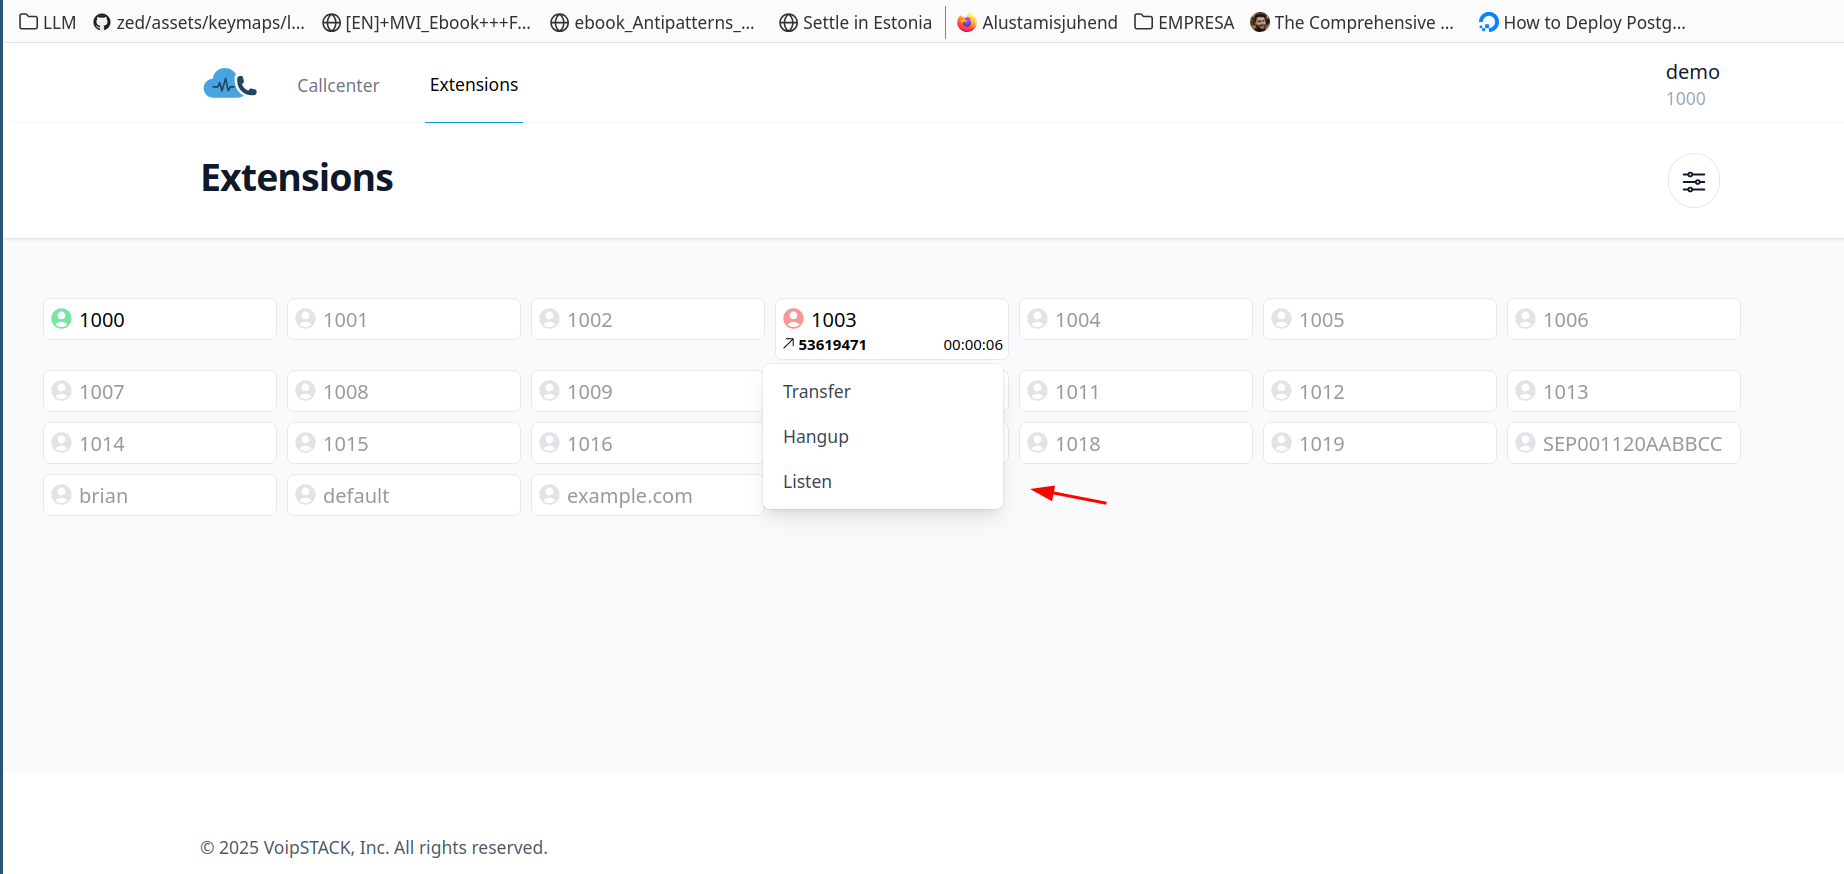 LLM zed/assets/keymaps/l... [EN]+MVI_Ebook+++F... ebook_Antipatterns_... Settle in Estonia Alustamisjuhend EMPRESA The Comprehensive ... How to Deploy Postg...
Callcenter Extensions demo
1000
Extensions
1000 1001 1002 1003 1004 1005 1006
53619471 00:00:06
1007 1008 1009 1011 1012 1013
Transfer
1014 1015 1016 1018 1019 SEP001120AABBCC
Hangup
brian default example.com
Listen
© 2025 VoipSTACK, Inc. All rights reserved.